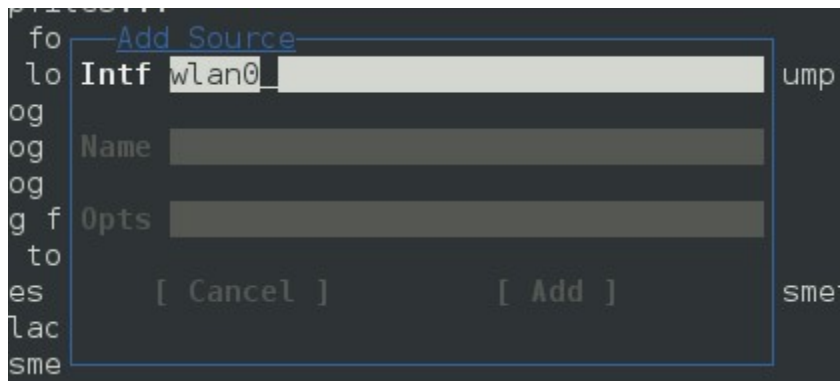 fo Add Source
lo Intf wlan0_ ump
og
og Name
og
g f Opts
to
es [ Cancel ] [ Add ] sme
lac
sme